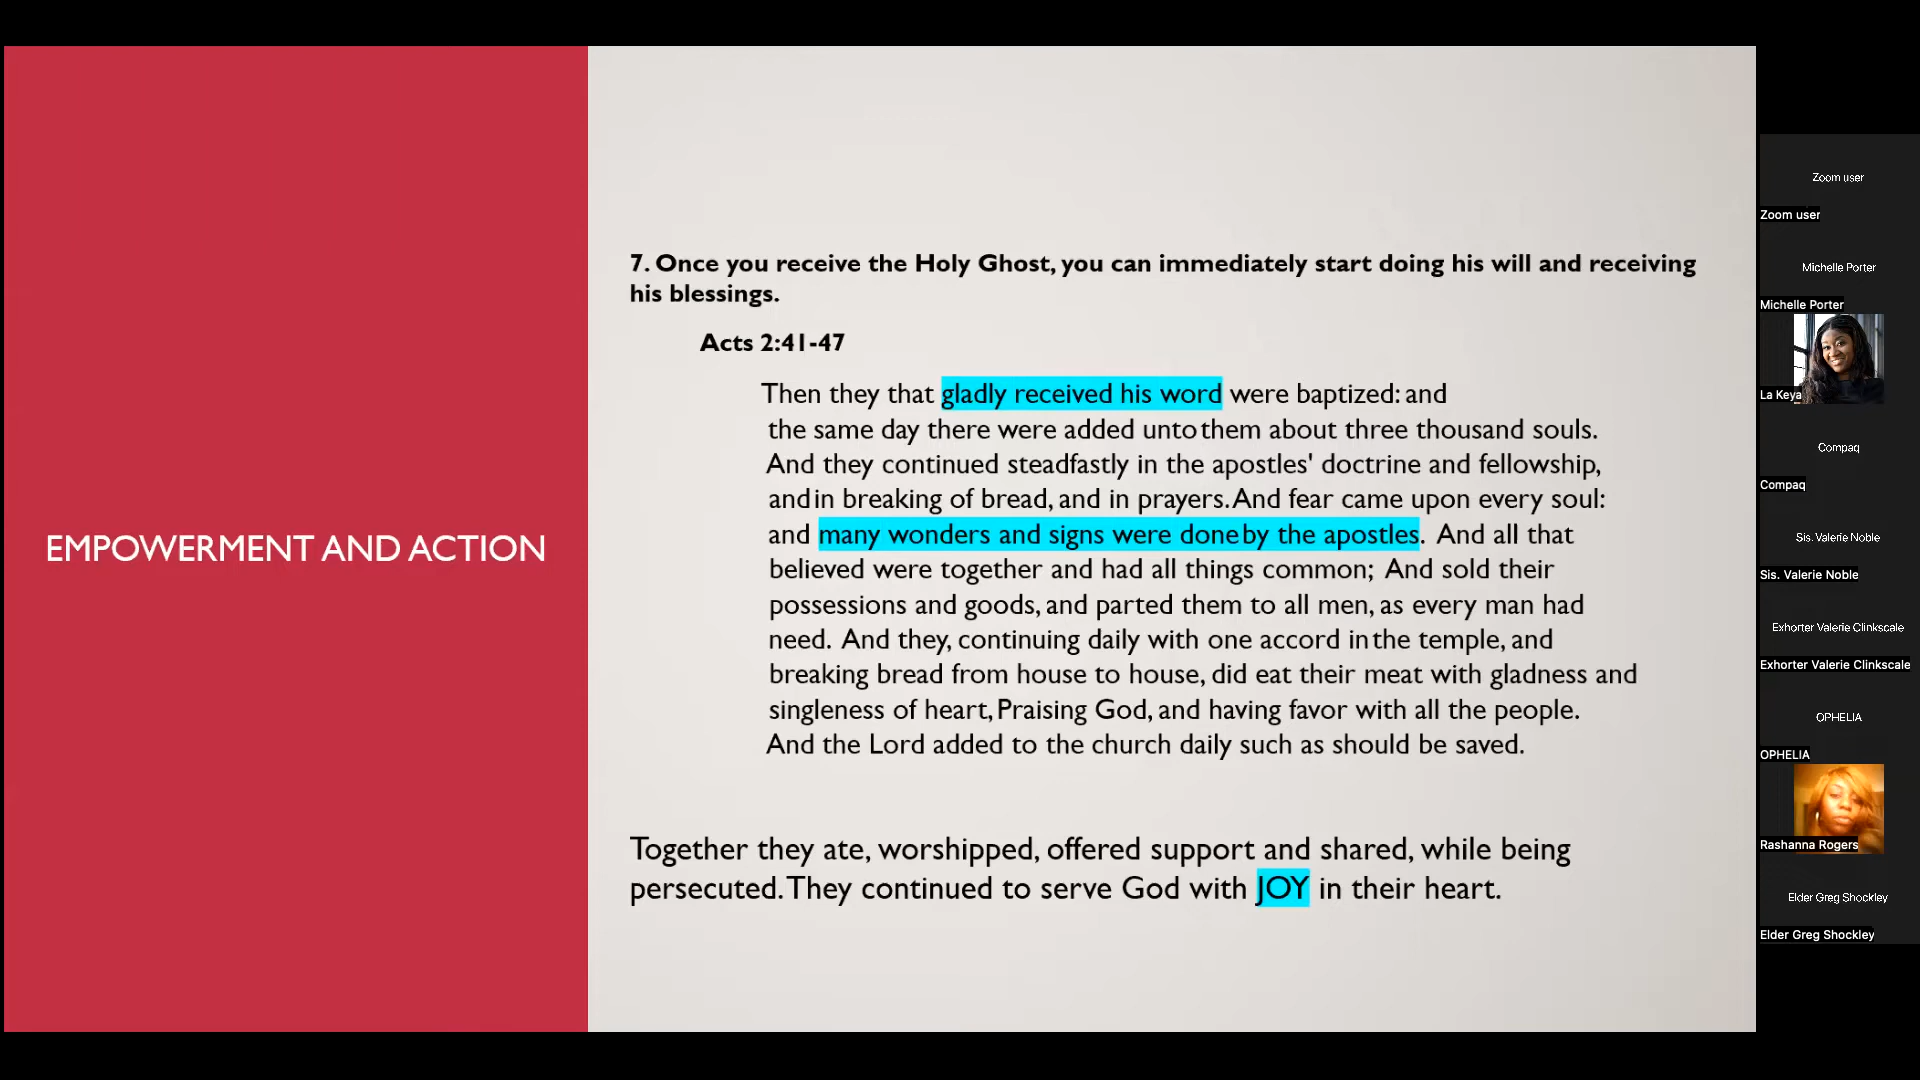 EMPOWERMENT AND ACTION
7. Once you receive the Holy Ghost, you can immediately start doing his will and receiving
his blessings.
Acts 2:41-47
Then they that gladly received his word were baptized: and
the same day there were added unto them about three thousand souls.
And they continued steadfastly in the apostles' doctrine and fellowship,
and in breaking of bread, and in prayers. And fear came upon every soul:
and many wonders and signs were done by the apostles. And all that
believed were together and had all things common; And sold their
possessions and goods, and parted them to all men, as every man had
need. And they, continuing daily with one accord in the temple, and
breaking bread from house to house, did eat their meat with gladness and
singleness of heart, Praising God, and having favor with all the people.
And the Lord added to the church daily such as should be saved.
Together they ate, worshipped, offered support and shared, while being
persecuted. They continued to serve God with JOY in their heart.
Zoom user
Zoom user
Michelle Porter
Michelle Porter
La Keya
Compaq
Compaq
Sis. Valerie Noble
Sis. Valerie Noble
Exhorter Valerie Clinkscale
Exhorter Valerie Clinkscale
OPHELIA
OPHELIA
Rashanna Rogers
Elder Greg Shockley
Elder Greg Shockley